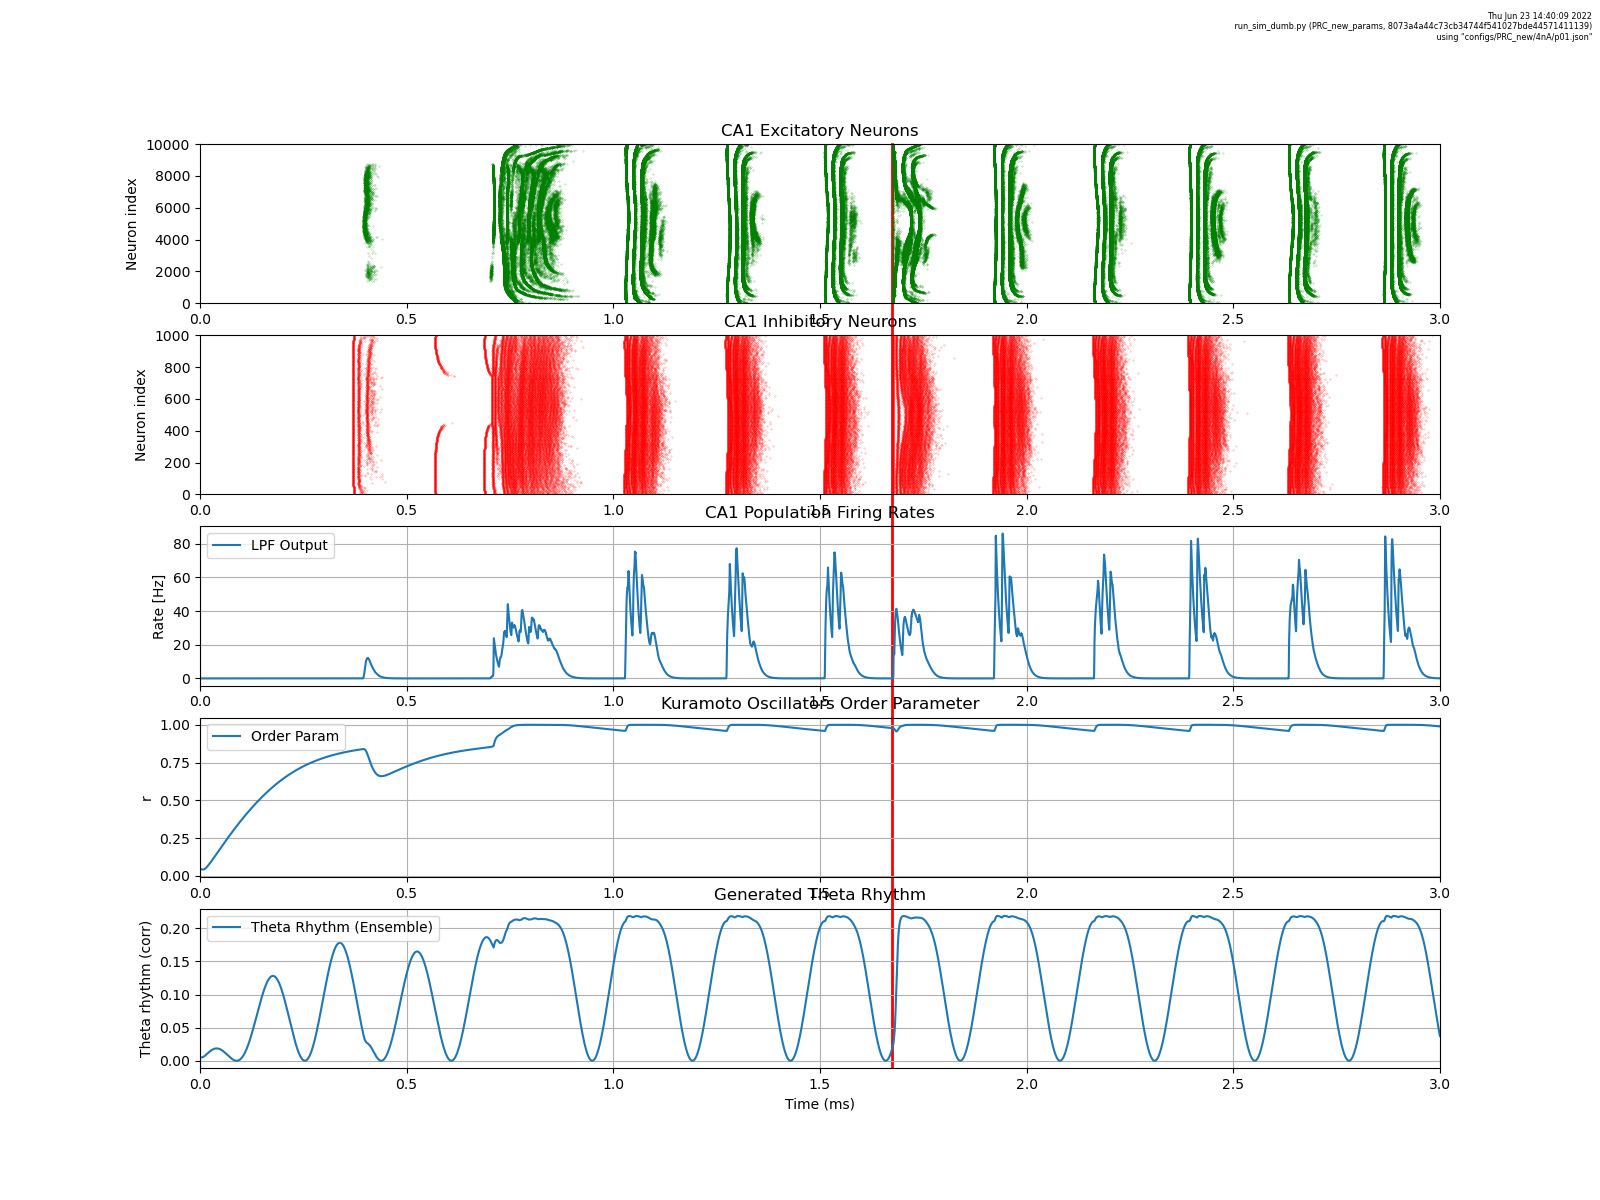 Thu Jun 23 14:40:09 2022
run_sim_dumb.py (PRC_new_params, 8073a4a44c73cb34744f541027bde44571411139)
using "configs/PRC_new/4nA/p01.json"
CA1 Excitatory Neurons
Neuron index
10000
8000
6000
4000
2000
0
0.0 0.5 1.0 1.5 2.0 2.5 3.0
CA1 Inhibitory Neurons
Neuron index
1000
800
600
400
200
0
0.0 0.5 1.0 1.5 2.0 2.5 3.0
CA1 Population Firing Rates
LPF Output
Rate [Hz]
80
60
40
20
0
0.0 0.5 1.0 1.5 2.0 2.5 3.0
Kuramoto Oscillators Order Parameter
Order Param
r
1.00
0.75
0.50
0.25
0.00
0.0 0.5 1.0 1.5 2.0 2.5 3.0
Generated Theta Rhythm
Theta Rhythm (Ensemble)
Theta rhythm (corr)
0.20
0.15
0.10
0.05
0.00
0.0 0.5 1.0 1.5 2.0 2.5 3.0
Time (ms)